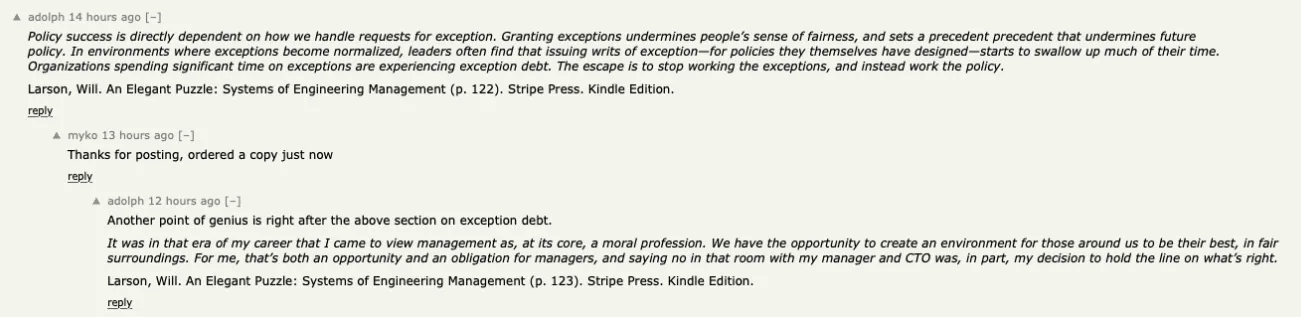 ▲ adolph 14 hours ago [–]
Policy success is directly dependent on how we handle requests for exception. Granting exceptions undermines people’s sense of fairness, and sets a precedent precedent that undermines future
policy. In environments where exceptions become normalized, leaders often find that issuing writs of exception—for policies they themselves have designed—starts to swallow up much of their time.
Organizations spending significant time on exceptions are experiencing exception debt. The escape is to stop working the exceptions, and instead work the policy.
Larson, Will. An Elegant Puzzle: Systems of Engineering Management (p. 122). Stripe Press. Kindle Edition.
reply
▲ myko 13 hours ago [–]
Thanks for posting, ordered a copy just now
reply
▲ adolph 12 hours ago [–]
Another point of genius is right after the above section on exception debt.
It was in that era of my career that I came to view management as, at its core, a moral profession. We have the opportunity to create an environment for those around us to be their best, in fair
surroundings. For me, that’s both an opportunity and an obligation for managers, and saying no in that room with my manager and CTO was, in part, my decision to hold the line on what’s right.
Larson, Will. An Elegant Puzzle: Systems of Engineering Management (p. 123). Stripe Press. Kindle Edition.
reply